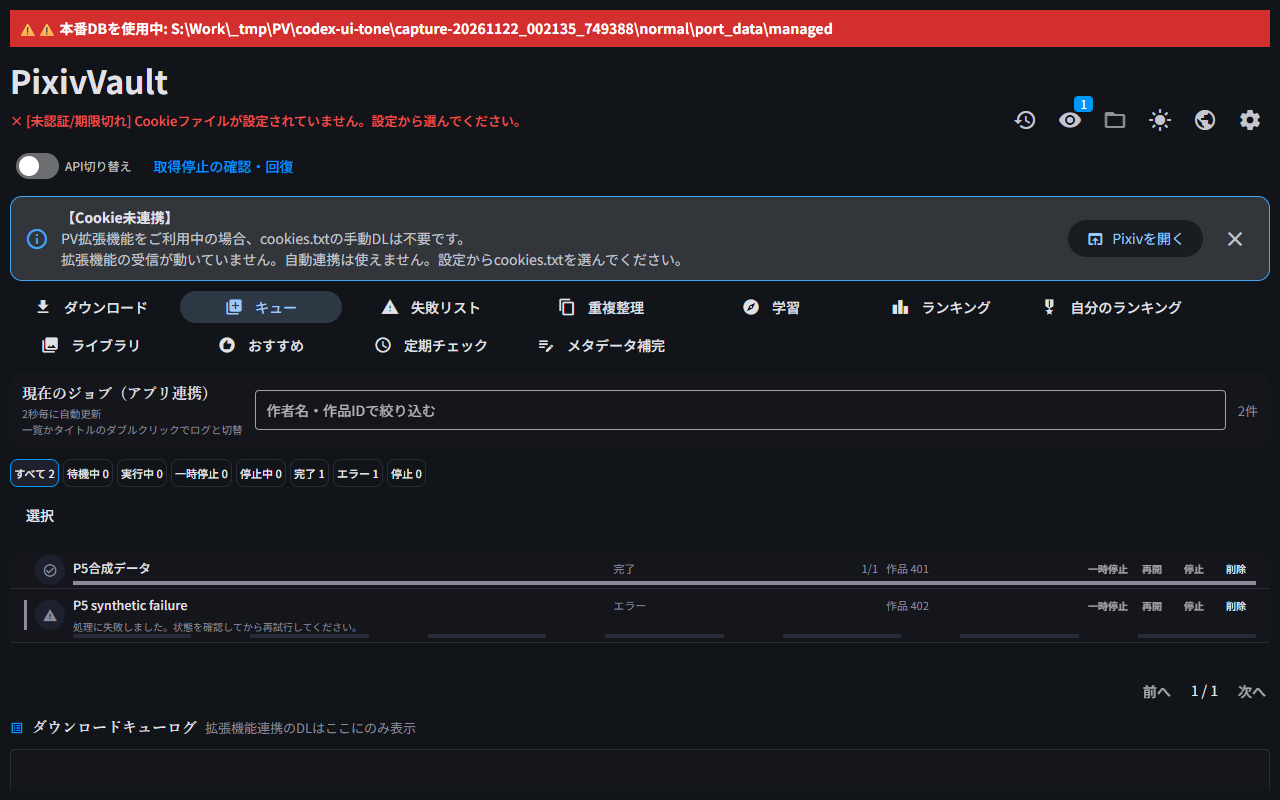 本番DBを使用中: S:\Work\_tmp\PV\codex-ui-tone\capture-20261122_002135_749388\normal\port_data\managed
PixivVault
× [未認証/期限切れ] Cookieファイルが設定されていません。設定から選んでください。
1
API切り替え 取得停止の確認・回復
【Cookie未連携】
PV拡張機能をご利用中の場合、cookies.txtの手動DLは不要です。
拡張機能の受信が動いていません。自動連携は使えません。設定からcookies.txtを選んでください。
Pixivを開く
ダウンロード キュー 失敗リスト 重複整理 学習 ランキング 自分のランキング
ライブラリ おすすめ 定期チェック メタデータ補完
現在のジョブ（アプリ連携）
2秒毎に自動更新
一覧かタイトルのダブルクリックでログと切替
作者名・作品IDで絞り込む
2件
すべて 2 待機中 0 実行中 0 一時停止 0 停止中 0 完了 1 エラー 1 停止 0
選択
P5合成データ 完了 1/1 作品 401 一時停止 再開 停止 削除
P5 synthetic failure エラー 作品 402 一時停止 再開 停止 削除
処理に失敗しました。状態を確認してから再試行してください。
前へ 1 / 1 次へ
ダウンロードキューログ 拡張機能連携のDLはここにのみ表示